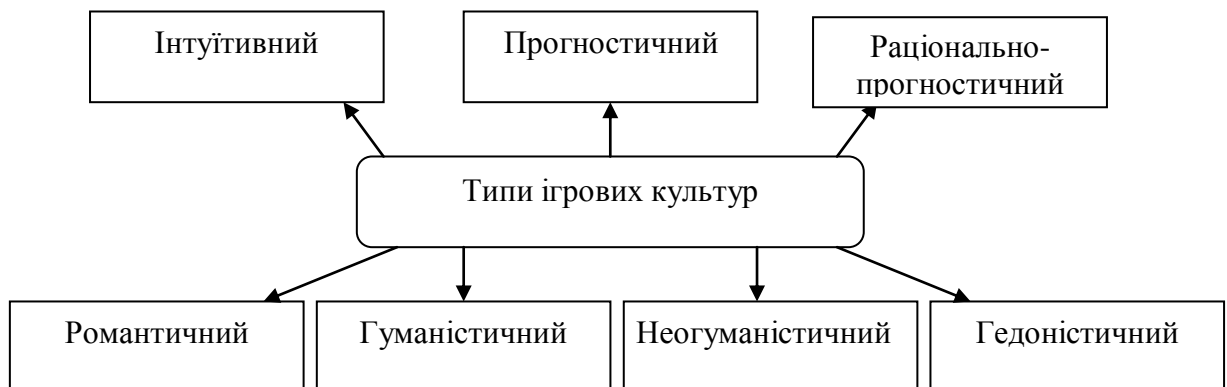 Інтуїтивний
Прогностичний
Раціонально-
прогностичний
Типи ігрових культур
Романтичний
Гуманістичний
Неогуманістичний
Гедоністичний